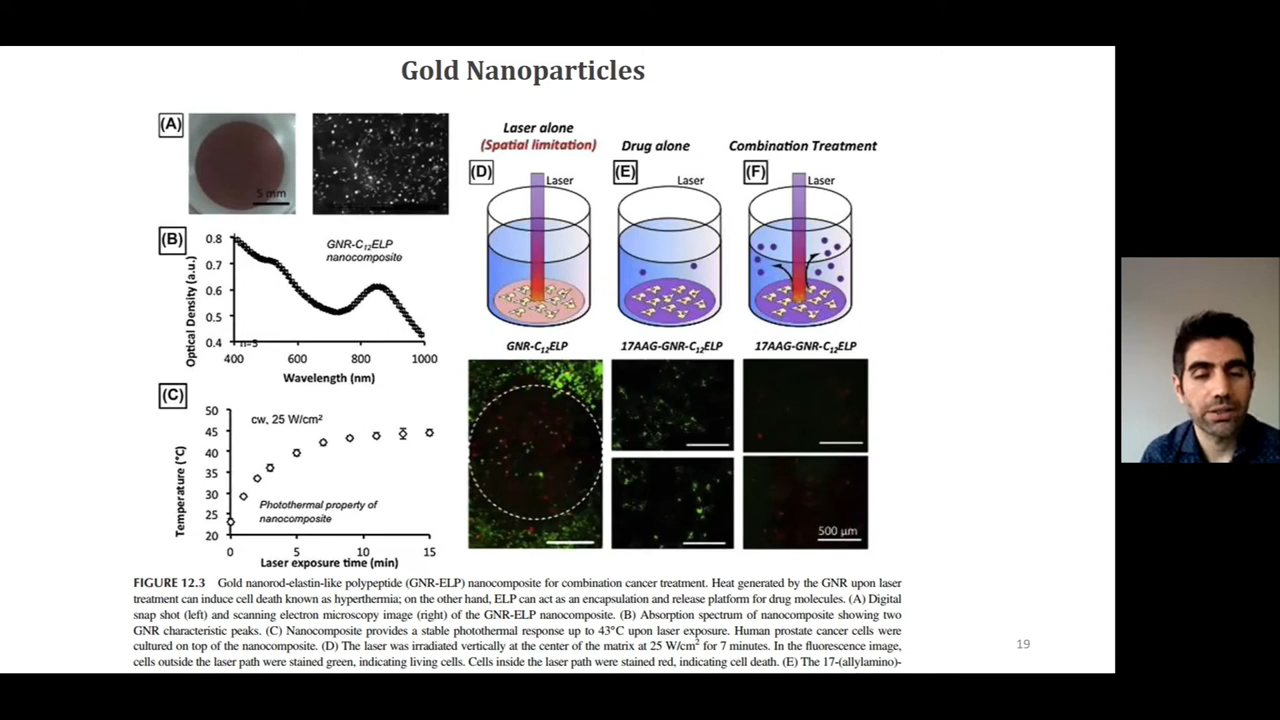 Gold Nanoparticles
(A)
5 mm
(B)
Optical Density (a.u.)
0.8
0.7
0.6
0.5
0.4
GNR-C12ELP
nanocomposite
n=5
400 600 800 1000
Wavelength (nm)
(C)
Temperature (°C)
50
45
40
35
30
25
20
cw, 25 W/cm²
Photothermal property of
nanocomposite
0 5 10 15
Laser exposure time (min)
Laser alone
(Spatial limitation)
(D)
Laser
GNR-C12ELP
Drug alone
(E)
Laser
17AAG-GNR-C12ELP
Combination Treatment
(F)
Laser
17AAG-GNR-C12ELP
500 μm
FIGURE 12.3 Gold nanorod-elastin-like polypeptide (GNR-ELP) nanocomposite for combination cancer treatment. Heat generated by the GNR upon laser
treatment can induce cell death known as hyperthermia; on the other hand, ELP can act as an encapsulation and release platform for drug molecules. (A) Digital
snap shot (left) and scanning electron microscopy image (right) of the GNR-ELP nanocomposite. (B) Absorption spectrum of nanocomposite showing two
GNR characteristic peaks. (C) Nanocomposite provides a stable photothermal response up to 43°C upon laser exposure. Human prostate cancer cells were
cultured on top of the nanocomposite. (D) The laser was irradiated vertically at the center of the matrix at 25 W/cm² for 7 minutes. In the fluorescence image,
cells outside the laser path were stained green, indicating living cells. Cells inside the laser path were stained red, indicating cell death. (E) The 17-(allylamino)-
19